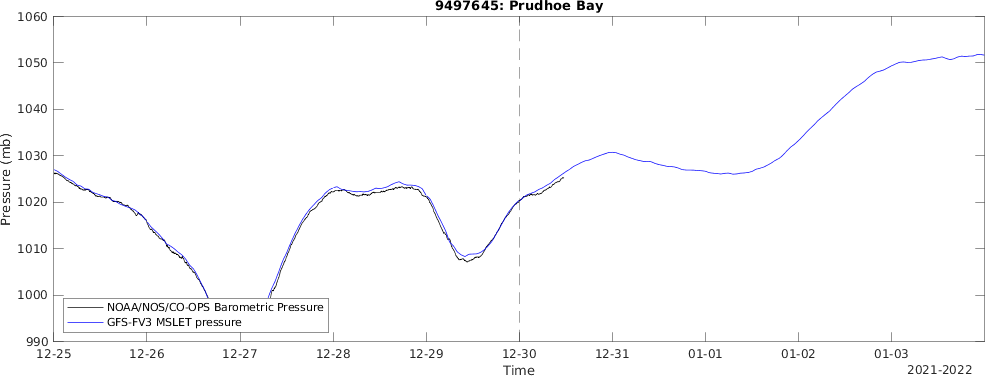 9497645: Prudhoe Bay
Pressure (mb)
1060
1050
1040
1030
1020
1010
1000
990
NOAA/NOS/CO-OPS Barometric Pressure
GFS-FV3 MSLET pressure
12-25 12-26 12-27 12-28 12-29 12-30 12-31 01-01 01-02 01-03
Time
2021-2022